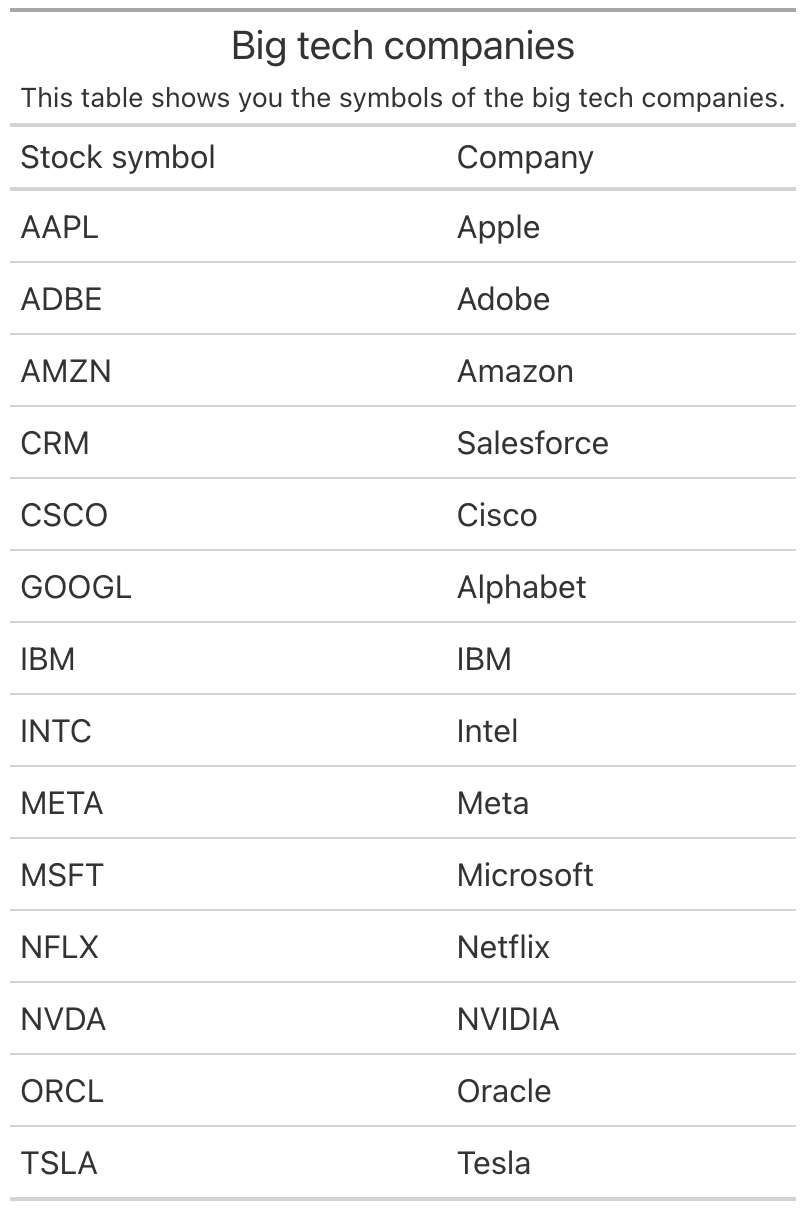 Big tech companies
This table shows you the symbols of the big tech companies.
Stock symbol Company
AAPL Apple
ADBE Adobe
AMZN Amazon
CRM Salesforce
CSCO Cisco
GOOGL Alphabet
IBM IBM
INTC Intel
META Meta
MSFT Microsoft
NFLX Netflix
NVDA NVIDIA
ORCL Oracle
TSLA Tesla